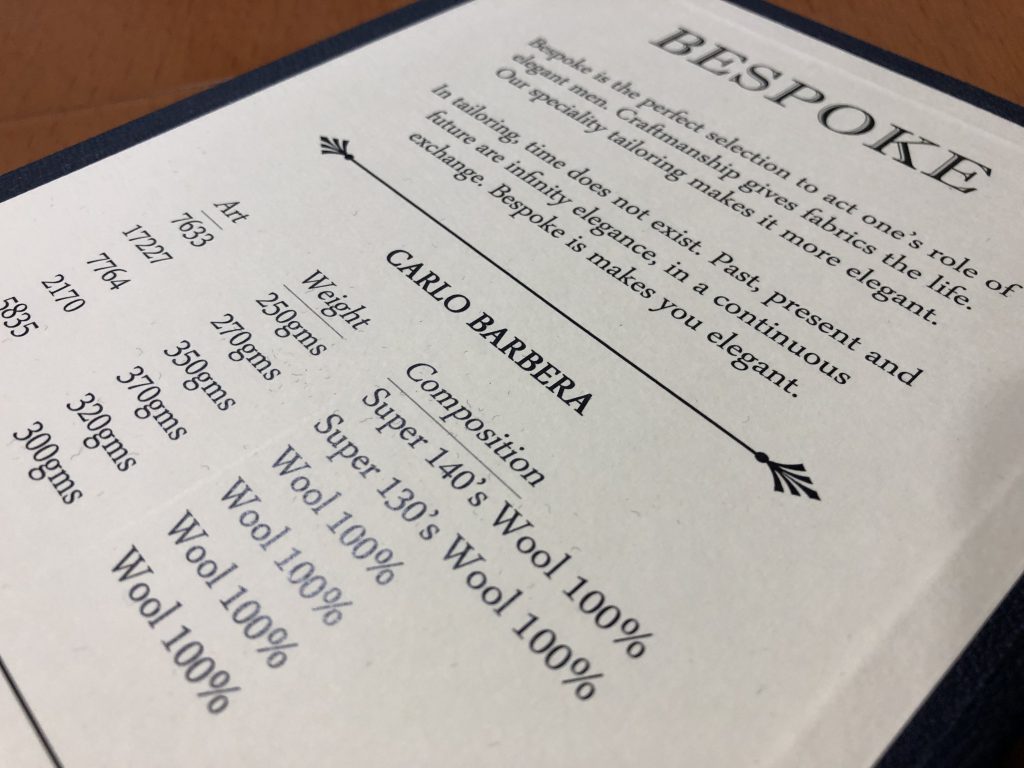 BESPOKE
Bespoke is the perfect selection to act one's role of
elegant men. Craftmanship gives fabrics the life.
Our speciality tailoring makes it more elegant.
In tailoring, time does not exist. Past, present and
future are infinity elegance, in a continuous
exchange. Bespoke is makes you elegant.
CARLO BARBERA
Art Weight Composition
7633 250gms Super 140's Wool 100%
17227 270gms Super 130's Wool 100%
7764 350gms Wool 100%
2170 370gms Wool 100%
5835 320gms Wool 100%
300gms Wool 100%